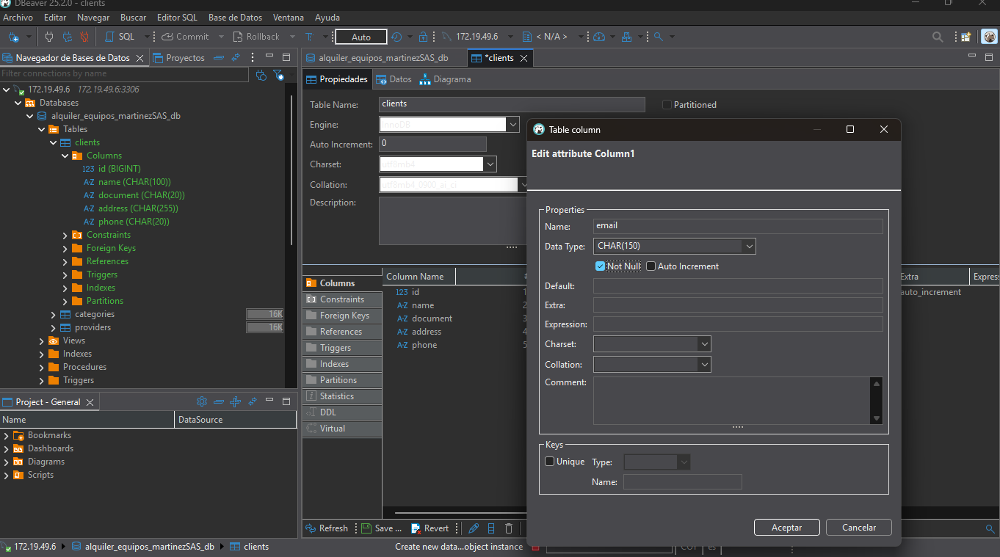 DBeaver 25.2.0 - clients
Archivo Editar Navegar Buscar Editor SQL Base de Datos Ventana Ayuda
SQL Commit Rollback T Auto 172.19.49.6 < N/A >
Navegador de Bases de Datos Proyectos
Filter connections by name
172.19.49.6 172.19.49.6:3306
Databases
alquiler_equipos_martinezSAS_db
Tables
clients
Columns
123 id (BIGINT)
A-Z name (CHAR(100))
A-Z document (CHAR(20))
A-Z address (CHAR(255))
A-Z phone (CHAR(20))
Constraints
Foreign Keys
References
Triggers
Indexes
Partitions
categories 16K
providers 16K
Views
Indexes
Procedures
Triggers
Project - General
Name DataSource
Bookmarks
Dashboards
Diagrams
Scripts
alquiler_equipos_martinezSAS_db *clients
Propiedades Datos Diagrama
Table Name: clients Partitioned
Engine: InnoDB
Auto Increment: 0
Charset: utf8mb4
Collation: utf8mb4_0900_ai_ci
Description:
Columns
Constraints
Foreign Keys
References
Triggers
Indexes
Partitions
Statistics
DDL
Virtual
Column Name # Extra Express
123 id 1 auto_increment
A-Z name 2
A-Z document 3
A-Z address 4
A-Z phone 5
Refresh Save ... Revert
Table column
Edit attribute Column1
Properties
Name: email
Data Type: CHAR(150)
Not Null Auto Increment
Default:
Extra:
Expression:
Charset:
Collation:
Comment:
Keys
Unique Type:
Name:
Aceptar Cancelar
172.19.49.6 alquiler_equipos_martinezSAS_db clients Create new data...object instance COT es